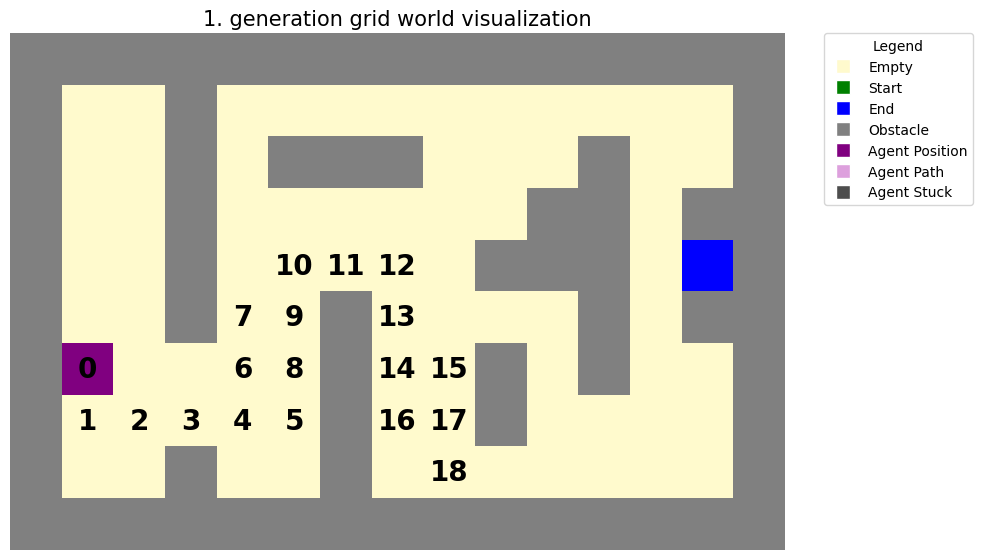 1. generation grid world visualization
Legend
Empty
Start
End
Obstacle
Agent Position
Agent Path
Agent Stuck
10 11 12
7 9 13
0 6 8 14 15
1 2 3 4 5 16 17
18